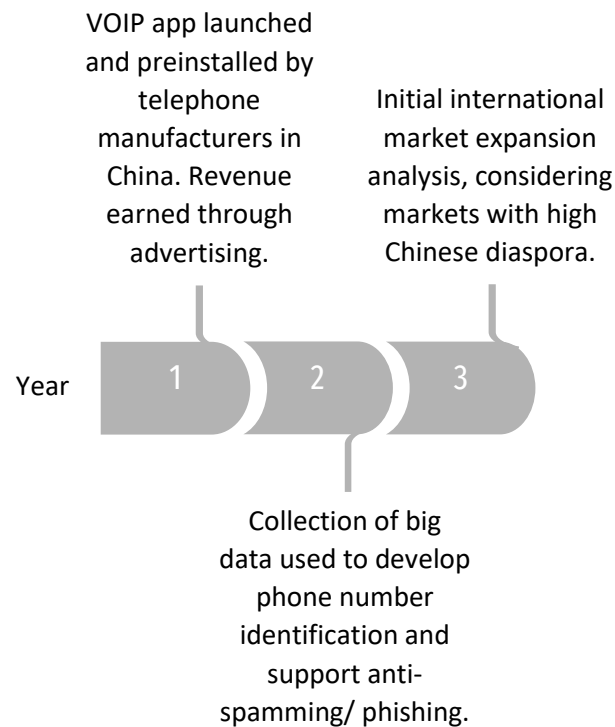 VOIP app launched
and preinstalled by
telephone
manufacturers in
China. Revenue
earned through
advertising.
Initial international
market expansion
analysis, considering
markets with high
Chinese diaspora.
Year
1
2
3
Collection of big
data used to develop
phone number
identification and
support anti-
spamming/ phishing.